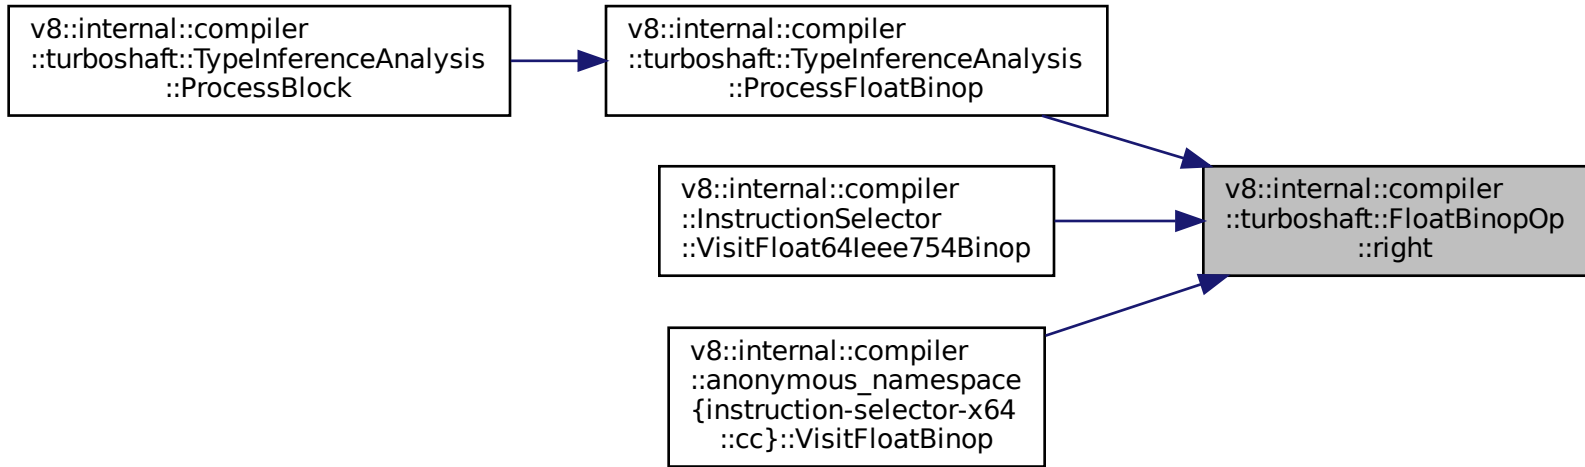 v8::internal::compiler
::turboshaft::TypeInferenceAnalysis
::ProcessBlock
v8::internal::compiler
::turboshaft::TypeInferenceAnalysis
::ProcessFloatBinop
v8::internal::compiler
::InstructionSelector
::VisitFloat64Ieee754Binop
v8::internal::compiler
::turboshaft::FloatBinopOp
::right
v8::internal::compiler
::anonymous_namespace
{instruction-selector-x64
::cc}::VisitFloatBinop